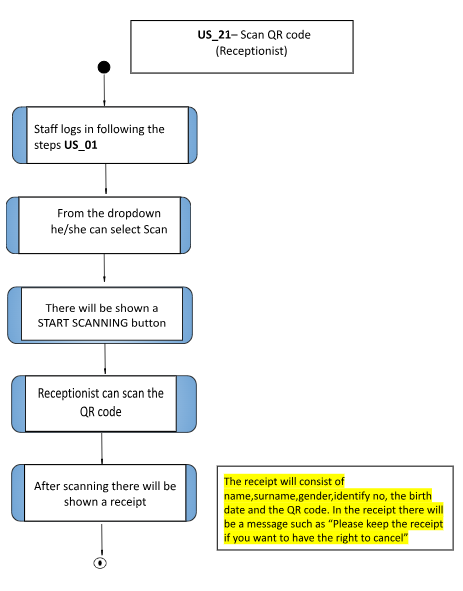 US_21– Scan QR code
(Receptionist)
Staff logs in following the
steps US_01
From the dropdown
he/she can select Scan
There will be shown a
START SCANNING button
Receptionist can scan the
QR code
After scanning there will be
shown a receipt
The receipt will consist of
name,surname,gender,identify no, the birth
date and the QR code. In the receipt there will
be a message such as “Please keep the receipt
if you want to have the right to cancel”